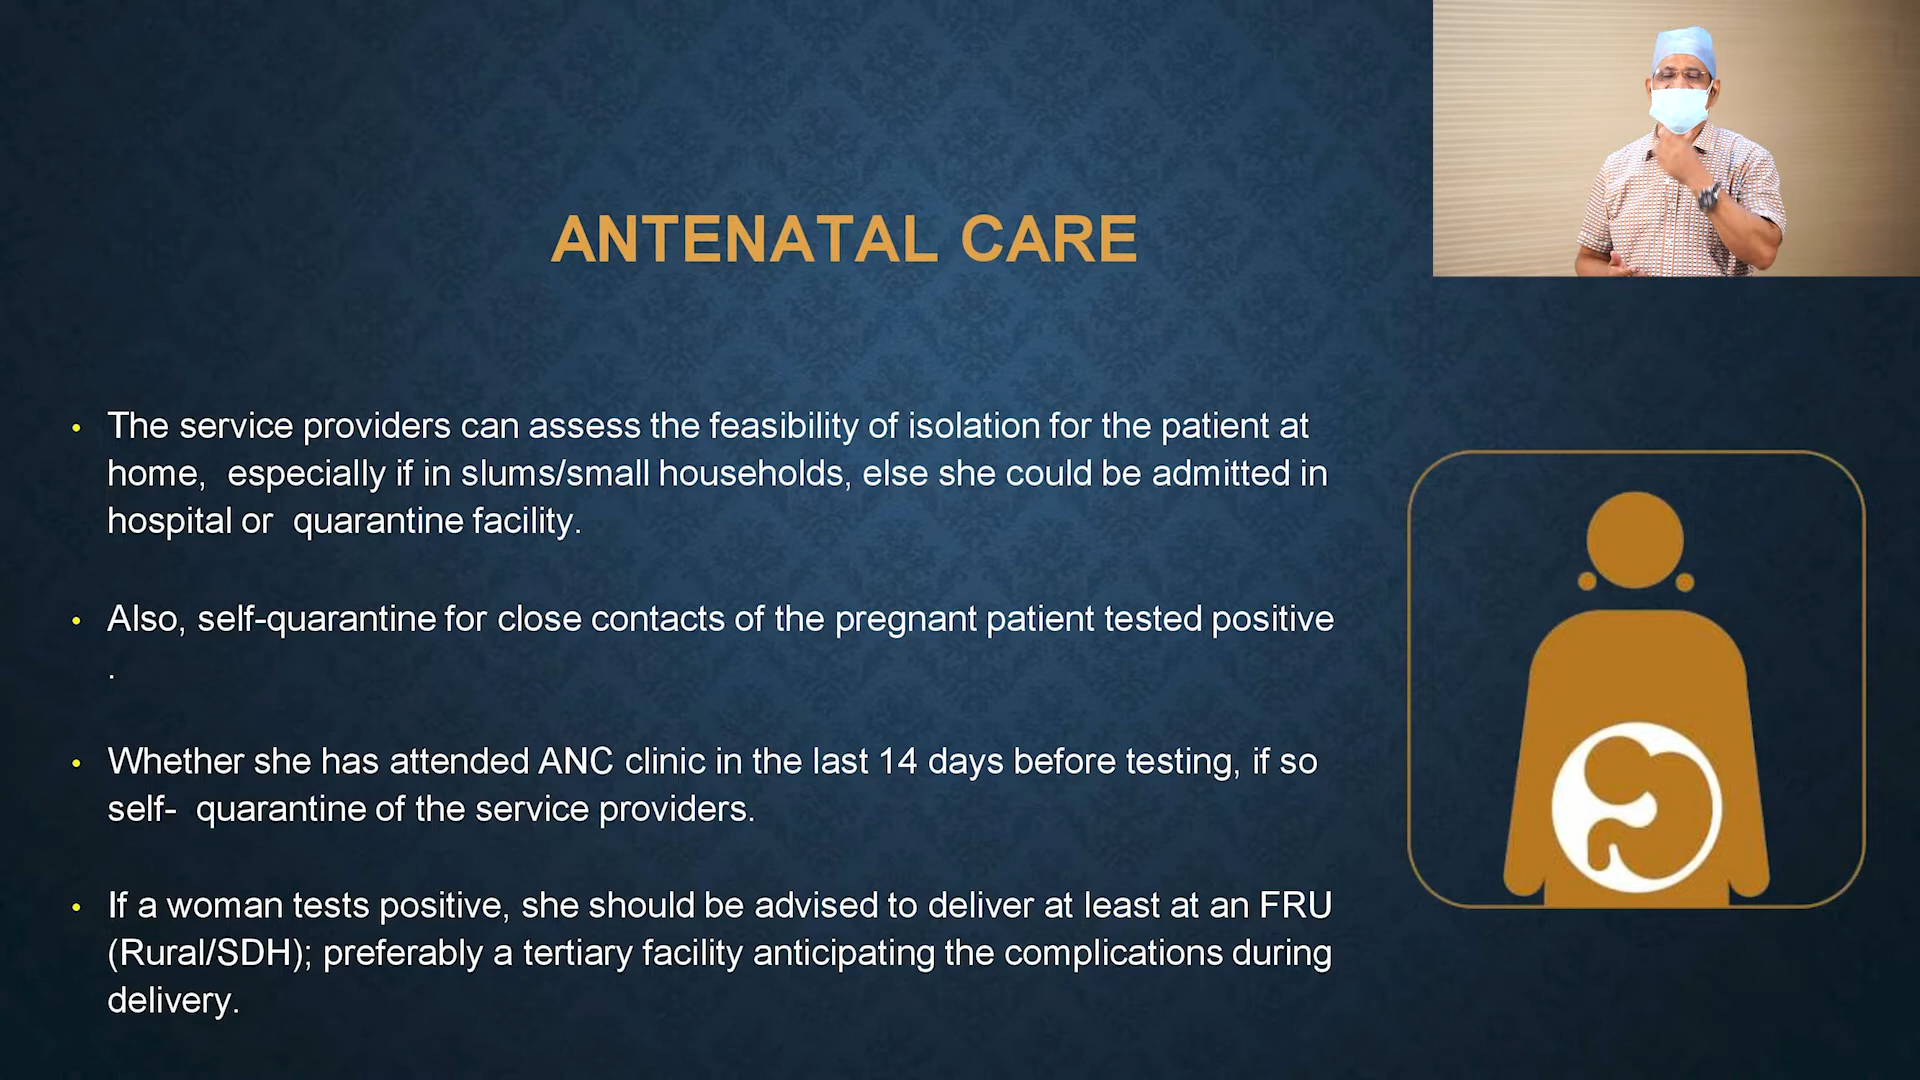 ANTENATAL CARE
• The service providers can assess the feasibility of isolation for the patient at
home,  especially if in slums/small households, else she could be admitted in
hospital or  quarantine facility.
• Also, self-quarantine for close contacts of the pregnant patient tested positive
.
• Whether she has attended ANC clinic in the last 14 days before testing, if so
self-  quarantine of the service providers.
• If a woman tests positive, she should be advised to deliver at least at an FRU
(Rural/SDH); preferably a tertiary facility anticipating the complications during
delivery.